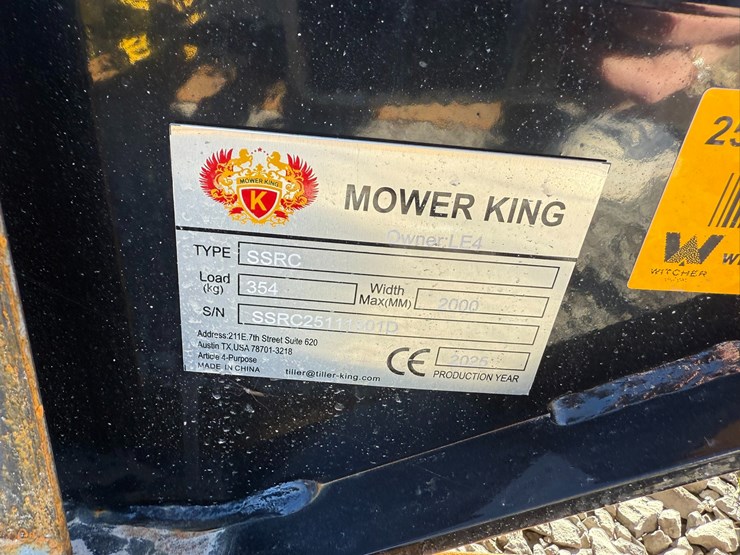 MOWER KING
K
MOWER KING
Owner:LE4
TYPE SSRC
Load (kg) 354
Width Max(MM) 2000
S/N
Address:211E.7th Street Suite 620
Austin TX.USA 78701-3218
Article 4-Purpose
MADE IN CHINA
tiller@tiller-king.com
CE
2025
PRODUCTION YEAR
25
W
WITCHER